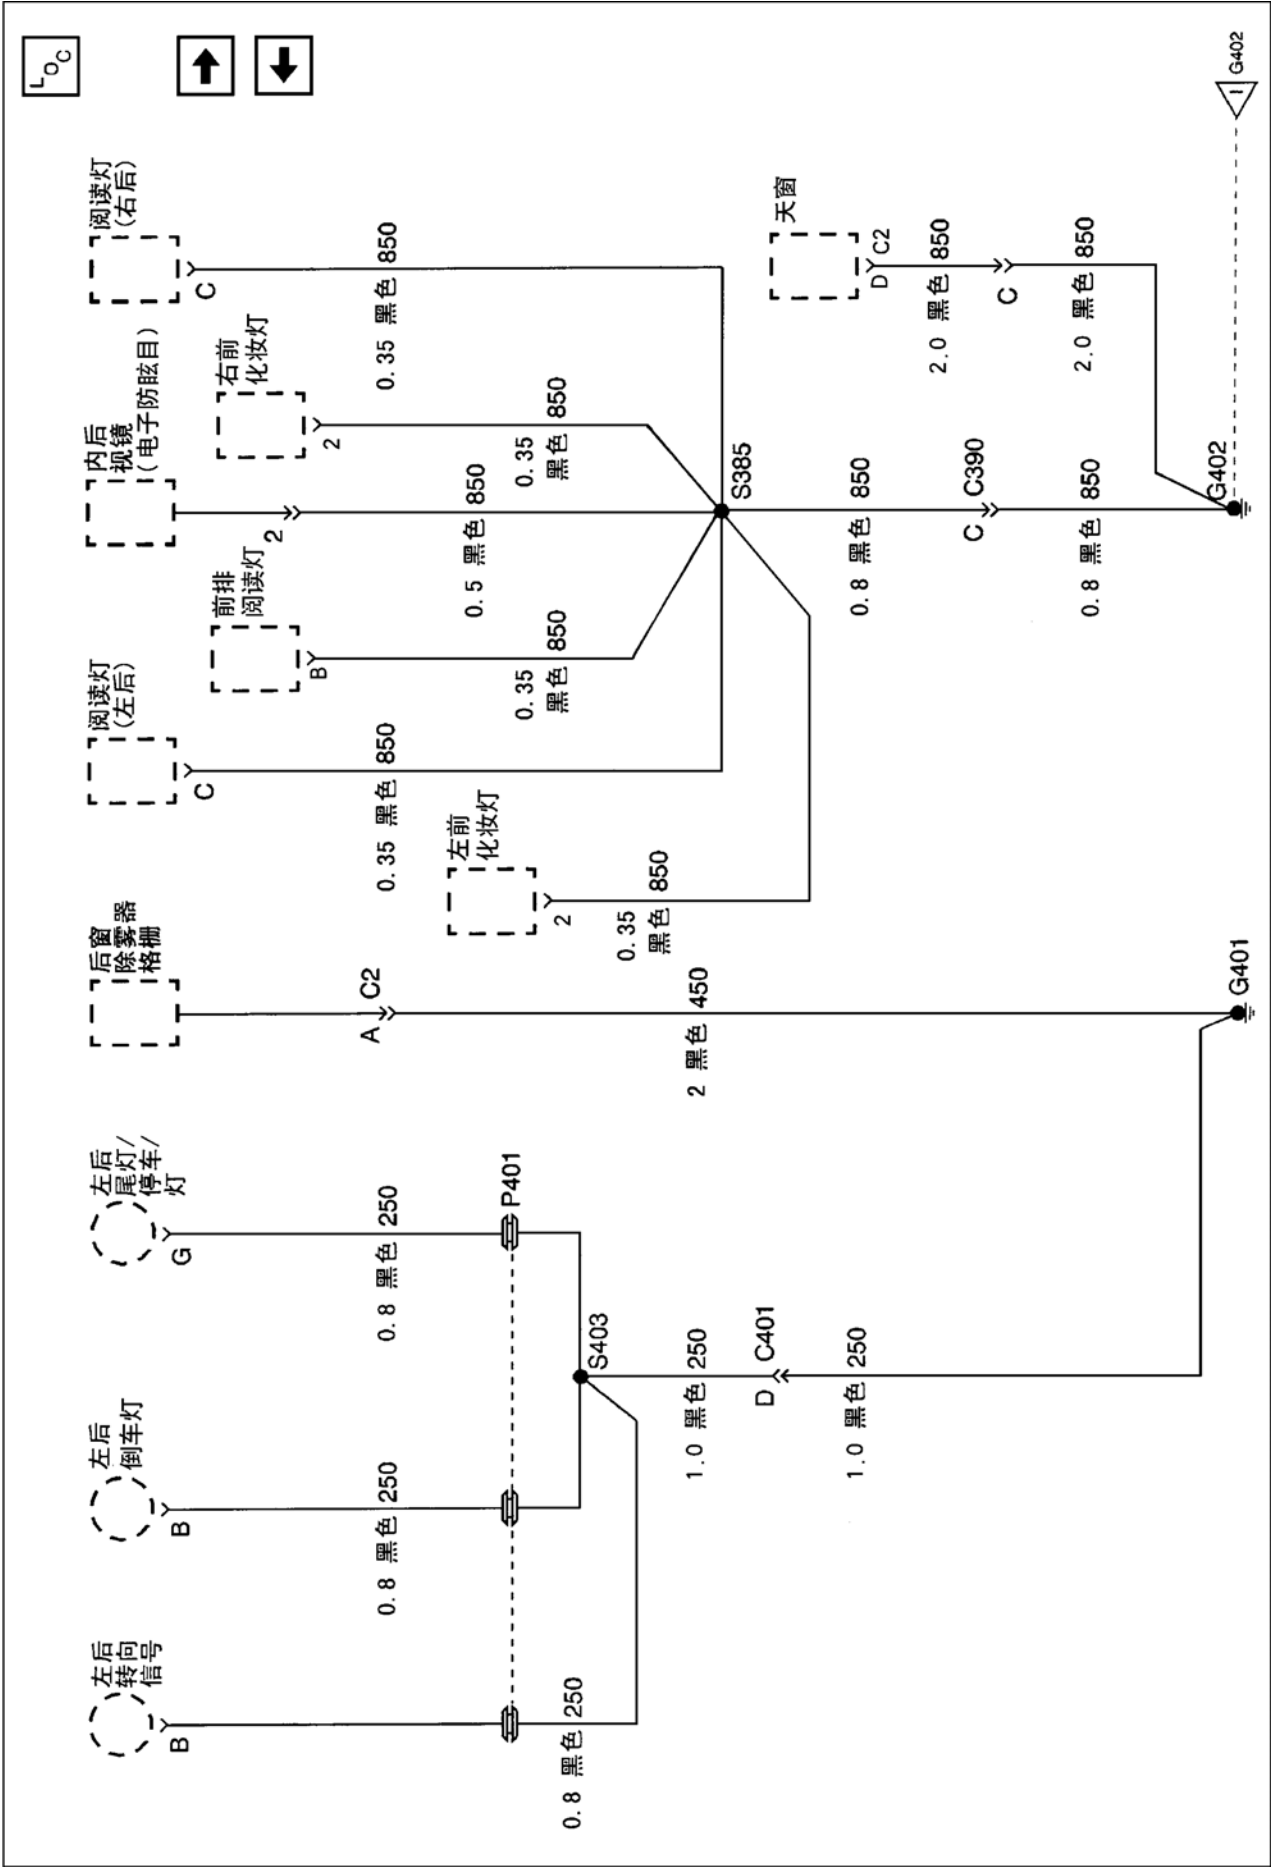 LOC
左后
转向
信号
B
0.8 黑色 250
左后
倒车灯
B
0.8 黑色 250
左后
尾灯/
停车/
灯
G
0.8 黑色 250
P401
S403
1.0 黑色 250
D C401
1.0 黑色 250
后窗
除雾器
格栅
A C2
2 黑色 450
G401
左前
化妆灯
2
0.35
黑色 850
阅读灯
(左后)
C
0.35 黑色 850
前排
阅读灯
B
0.35
黑色 850
内后
视镜
(电子防眩目)
2
0.5 黑色 850
右前
化妆灯
2
0.35
黑色 850
阅读灯
(右后)
C
0.35 黑色 850
S385
0.8 黑色 850
C C390
0.8 黑色 850
G402
天窗
D C2
2.0 黑色 850
C
2.0 黑色 850
I G402